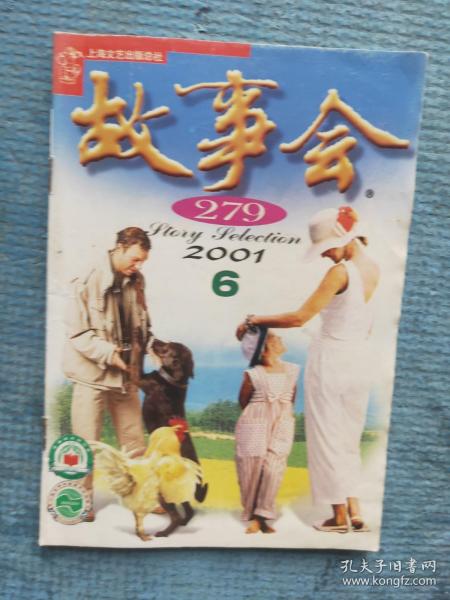 上海文艺出版总社
故事会
®
279
Story Selection
2001
6
孔夫子旧书网
www.kongfz.com